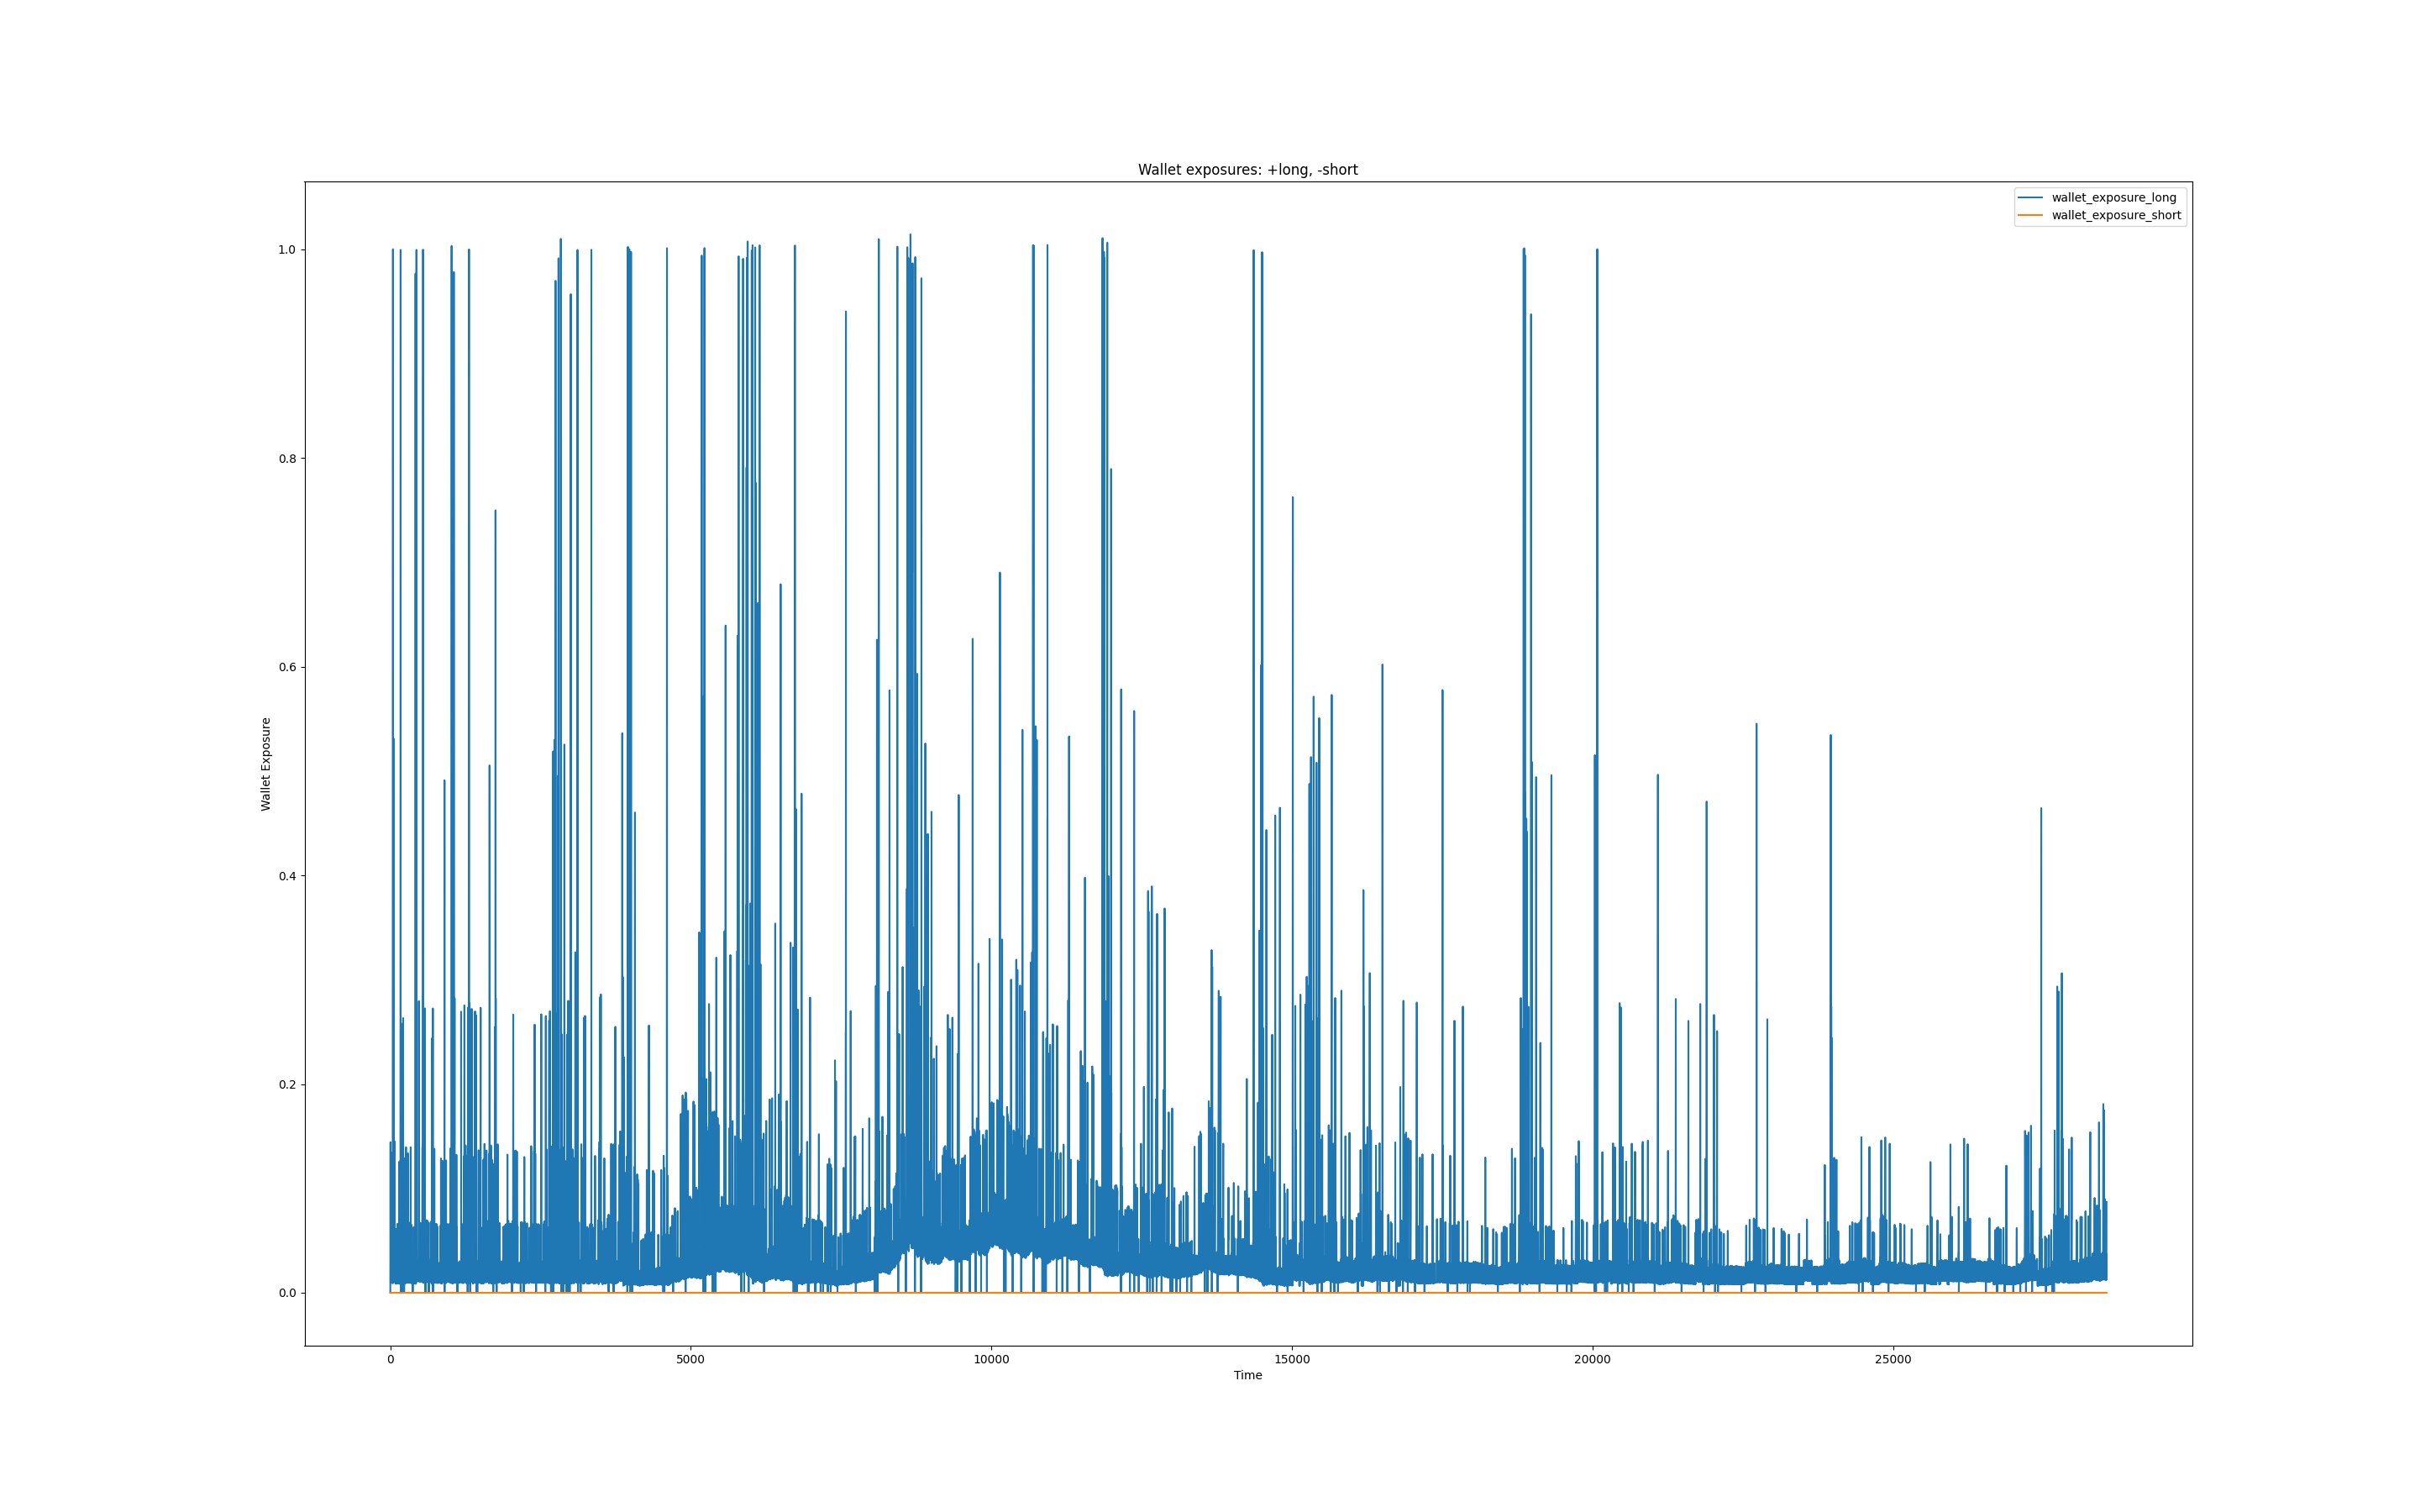 Wallet exposures: +long, -short
wallet_exposure_long
wallet_exposure_short
1.0
0.8
0.6
0.4
0.2
0.0
Wallet Exposure
0 5000 10000 15000 20000 25000
Time